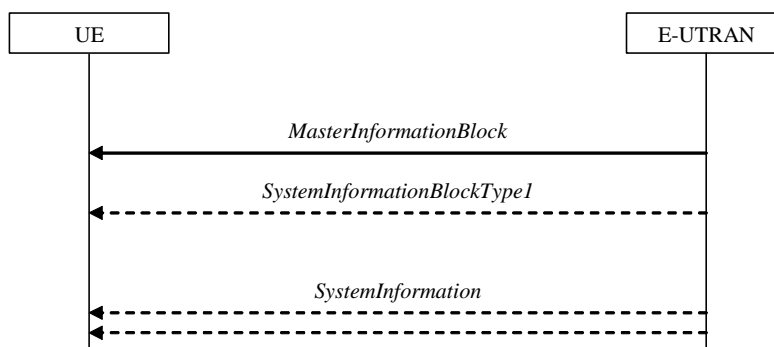 UE
E-UTRAN
MasterInformationBlock
SystemInformationBlockType1
SystemInformation